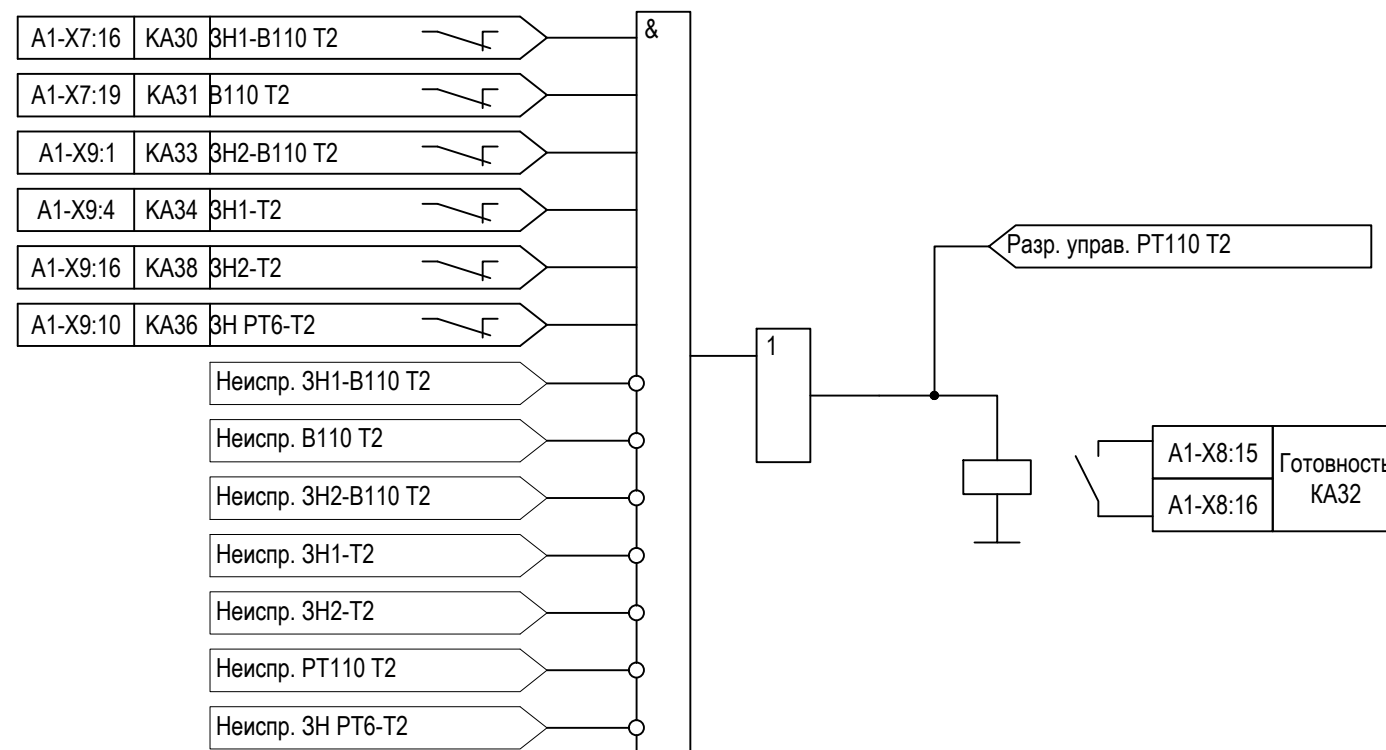 A1-X7:16 KA30 ЗН1-В110 Т2
&
A1-X7:19 KA31 В110 Т2
A1-X9:1 KA33 ЗН2-В110 Т2
A1-X9:4 KA34 ЗН1-Т2
A1-X9:16 KA38 ЗН2-Т2
A1-X9:10 KA36 ЗН РТ6-Т2
Разр. управ. РТ110 Т2
1
Неиспр. ЗН1-В110 Т2
Неиспр. В110 Т2
Неиспр. ЗН2-В110 Т2
Неиспр. ЗН1-Т2
Неиспр. ЗН2-Т2
Неиспр. РТ110 Т2
Неиспр. ЗН РТ6-Т2
A1-X8:15
A1-X8:16
Готовность
КА32